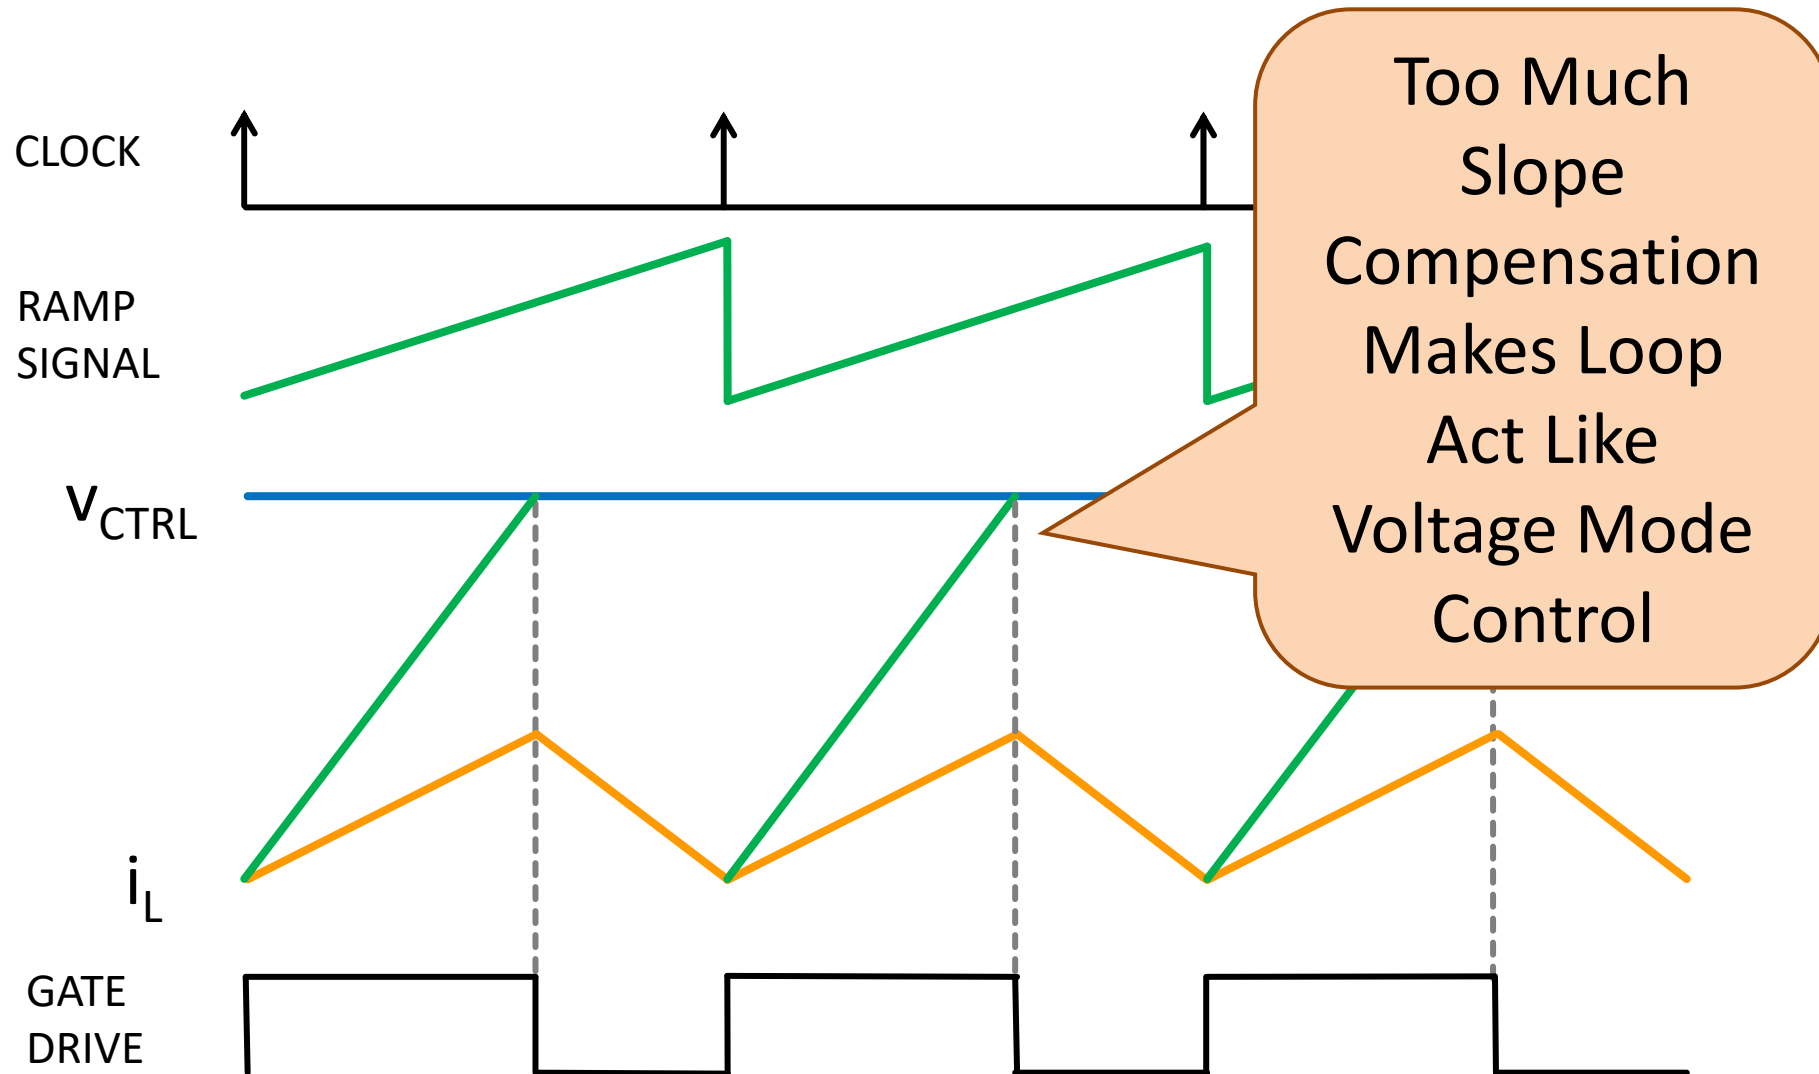 CLOCK
RAMP
SIGNAL
VCTRL
iL
GATE
DRIVE
Too Much
Slope
Compensation
Makes Loop
Act Like
Voltage Mode
Control